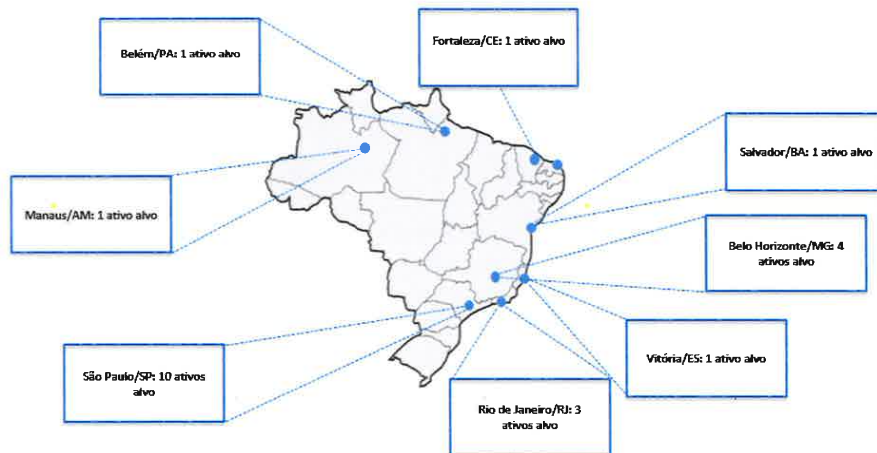 Fortaleza/CE: 1 ativo alvo
Belém/PA: 1 ativo alvo
Salvador/BA: 1 ativo alvo
Manaus/AM: 1 ativo alvo
Belo Horizonte/MG: 4
ativos alvo
Vitória/ES: 1 ativo alvo
São Paulo/SP: 10 ativos
alvo
Rio de Janeiro/RJ: 3
ativos alvo